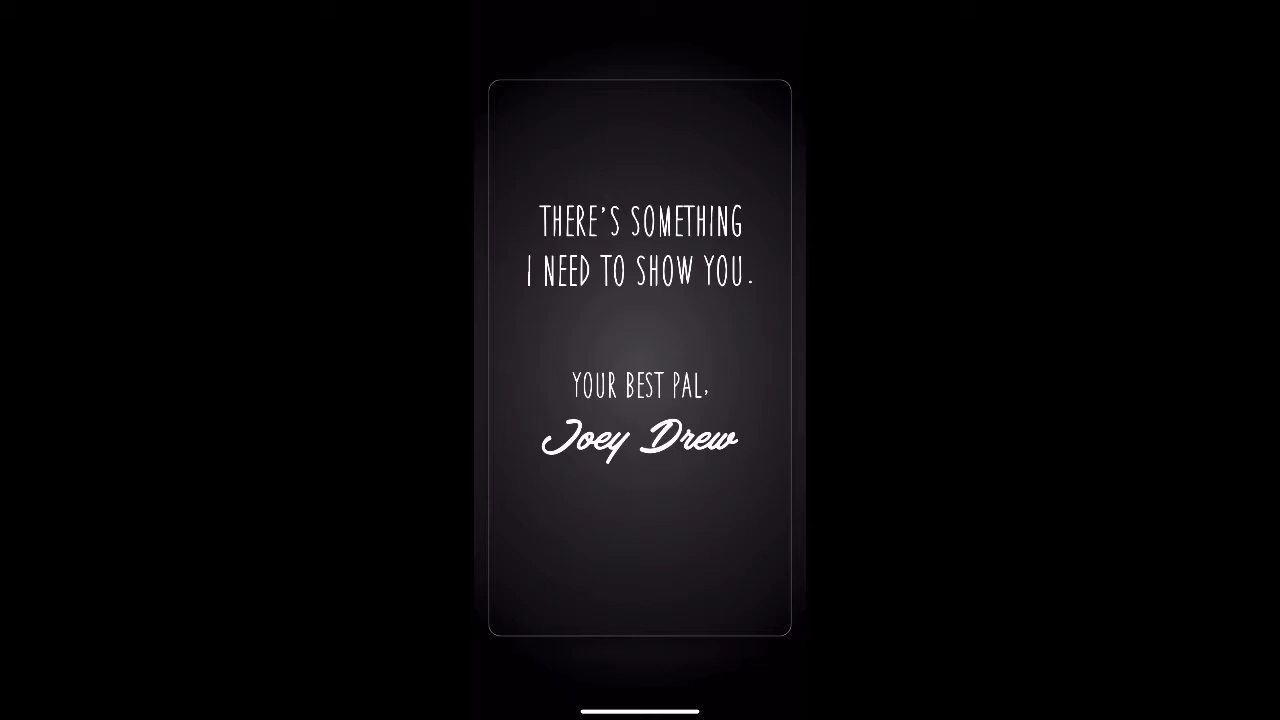 THERE'S SOMETHING
I NEED TO SHOW YOU.
YOUR BEST PAL,
Joey Drew